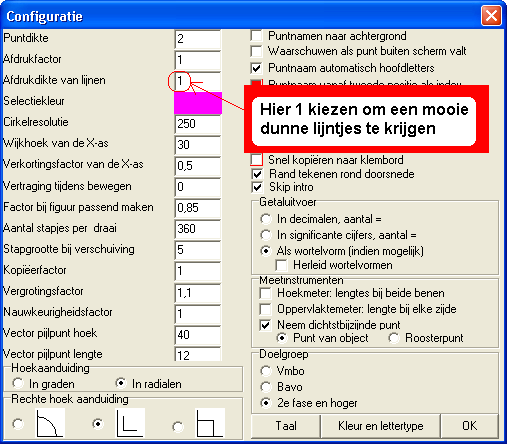 Configuratie
Puntdikte 2
Afdrukfactor 1
Afdrukdikte van lijnen 1
Selectiekleur
Cirkelresolutie 250
Wijkhoek van de X-as 30
Verkortingsfactor van de X-as 0,5
Vertraging tijdens bewegen 0
Factor bij figuur passend maken 0,85
Aantal stapjes per draai 360
Stapgrootte bij verschuiving 5
Kopiëerfactor 1
Vergrotingsfactor 1,1
Nauwkeurigheidsfactor 1
Vector pijlpunt hoek 40
Vector pijlpunt lengte 12
Hoekaanduiding
In graden In radialen
Rechte hoek aanduiding
Puntnamen naar achtergrond
Waarschuwen als punt buiten scherm valt
Puntnaam automatisch hoofdletters
Puntnaam vanaf tweede positie als index
Hier 1 kiezen om een mooie
dunne lijntjes te krijgen
Snel kopiëren naar klembord
Rand tekenen rond doorsnede
Skip intro
Getaluitvoer
In decimalen, aantal =
In significante cijfers, aantal =
Als wortelvorm (indien mogelijk)
Herleid wortelvormen
Meetinstrumenten
Hoekmeter: lengtes bij beide benen
Oppervlaktemeter: lengte bij elke zijde
Neem dichtstbijzijnde punt
Punt van object Roosterpunt
Doelgroep
Vmbo
Bavo
2e fase en hoger
Taal Kleur en lettertype OK